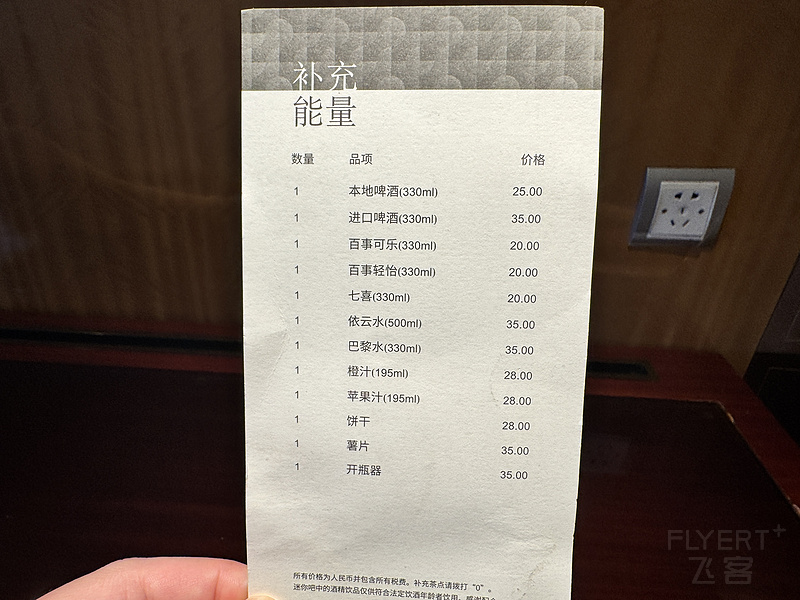 补充
能量
数量 品项 价格
1 本地啤酒(330ml) 25.00
1 进口啤酒(330ml) 35.00
1 百事可乐(330ml) 20.00
1 百事轻怡(330ml) 20.00
1 七喜(330ml) 20.00
1 依云水(500ml) 35.00
1 巴黎水(330ml) 35.00
1 橙汁(195ml) 28.00
1 苹果汁(195ml) 28.00
1 饼干 28.00
1 薯片 35.00
1 开瓶器 35.00
所有价格为人民币并包含所有税费。补充茶点请拨打“0”。
迷你吧中的酒精饮品仅供符合法定饮酒年龄者饮用。感谢配合
FLYERT+
飞客